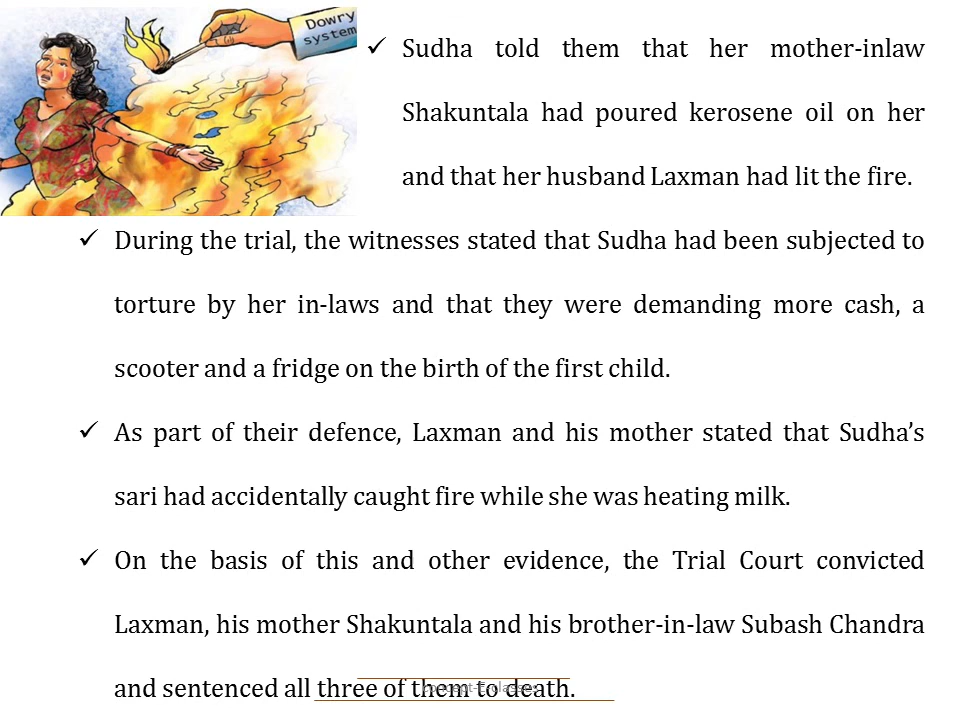 Dowry
system
✓ Sudha told them that her mother-inlaw
Shakuntala had poured kerosene oil on her
and that her husband Laxman had lit the fire.
✓ During the trial, the witnesses stated that Sudha had been subjected to
torture by her in-laws and that they were demanding more cash, a
scooter and a fridge on the birth of the first child.
✓ As part of their defence, Laxman and his mother stated that Sudha’s
sari had accidentally caught fire while she was heating milk.
✓ On the basis of this and other evidence, the Trial Court convicted
Laxman, his mother Shakuntala and his brother-in-law Subash Chandra
and sentenced all three of them to death.